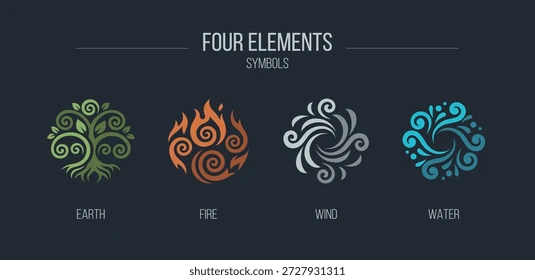 FOUR ELEMENTS
SYMBOLS
EARTH
FIRE
WIND
WATER
shutterstock.com · 2727931311